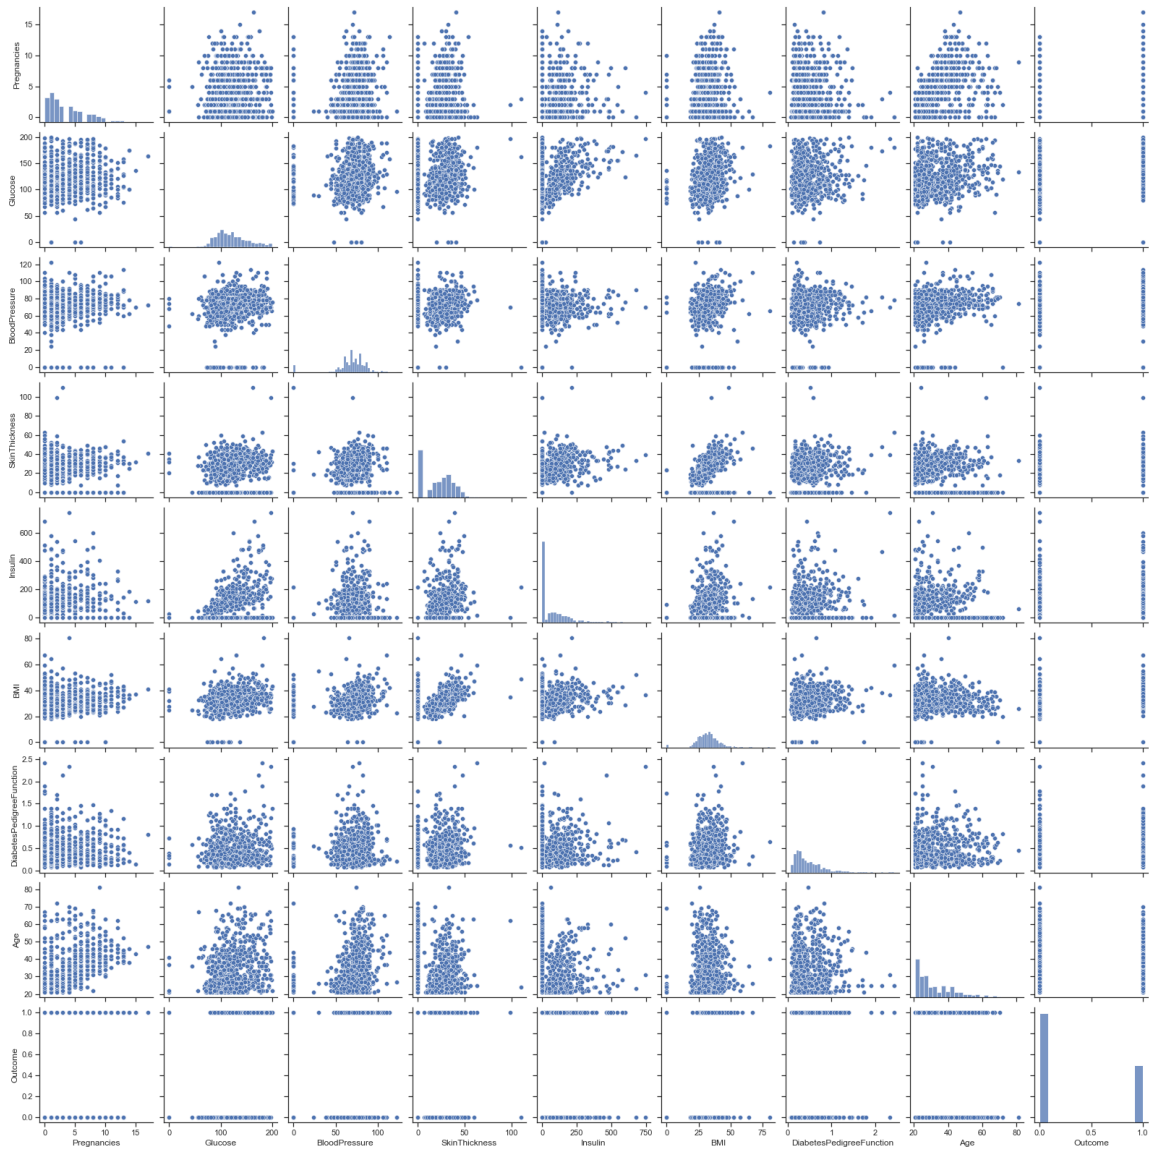 Pregnancies
15
10
5
0
Glucose
200
150
100
50
0
BloodPressure
120
100
80
60
40
20
0
SkinThickness
100
80
60
40
20
0
Insulin
600
400
200
0
BMI
80
60
40
20
0
DiabetesPedigreeFunction
2.5
2.0
1.5
1.0
0.5
0.0
Age
80
70
60
50
40
30
20
Outcome
1.0
0.8
0.6
0.4
0.2
0.0
0 5 10 15
Pregnancies
0 100 200
Glucose
0 50 100
BloodPressure
0 50 100
SkinThickness
0 250 500 750
Insulin
0 25 50 75
BMI
0 1 2
DiabetesPedigreeFunction
20 40 60 80
Age
0.0 0.5 1.0
Outcome